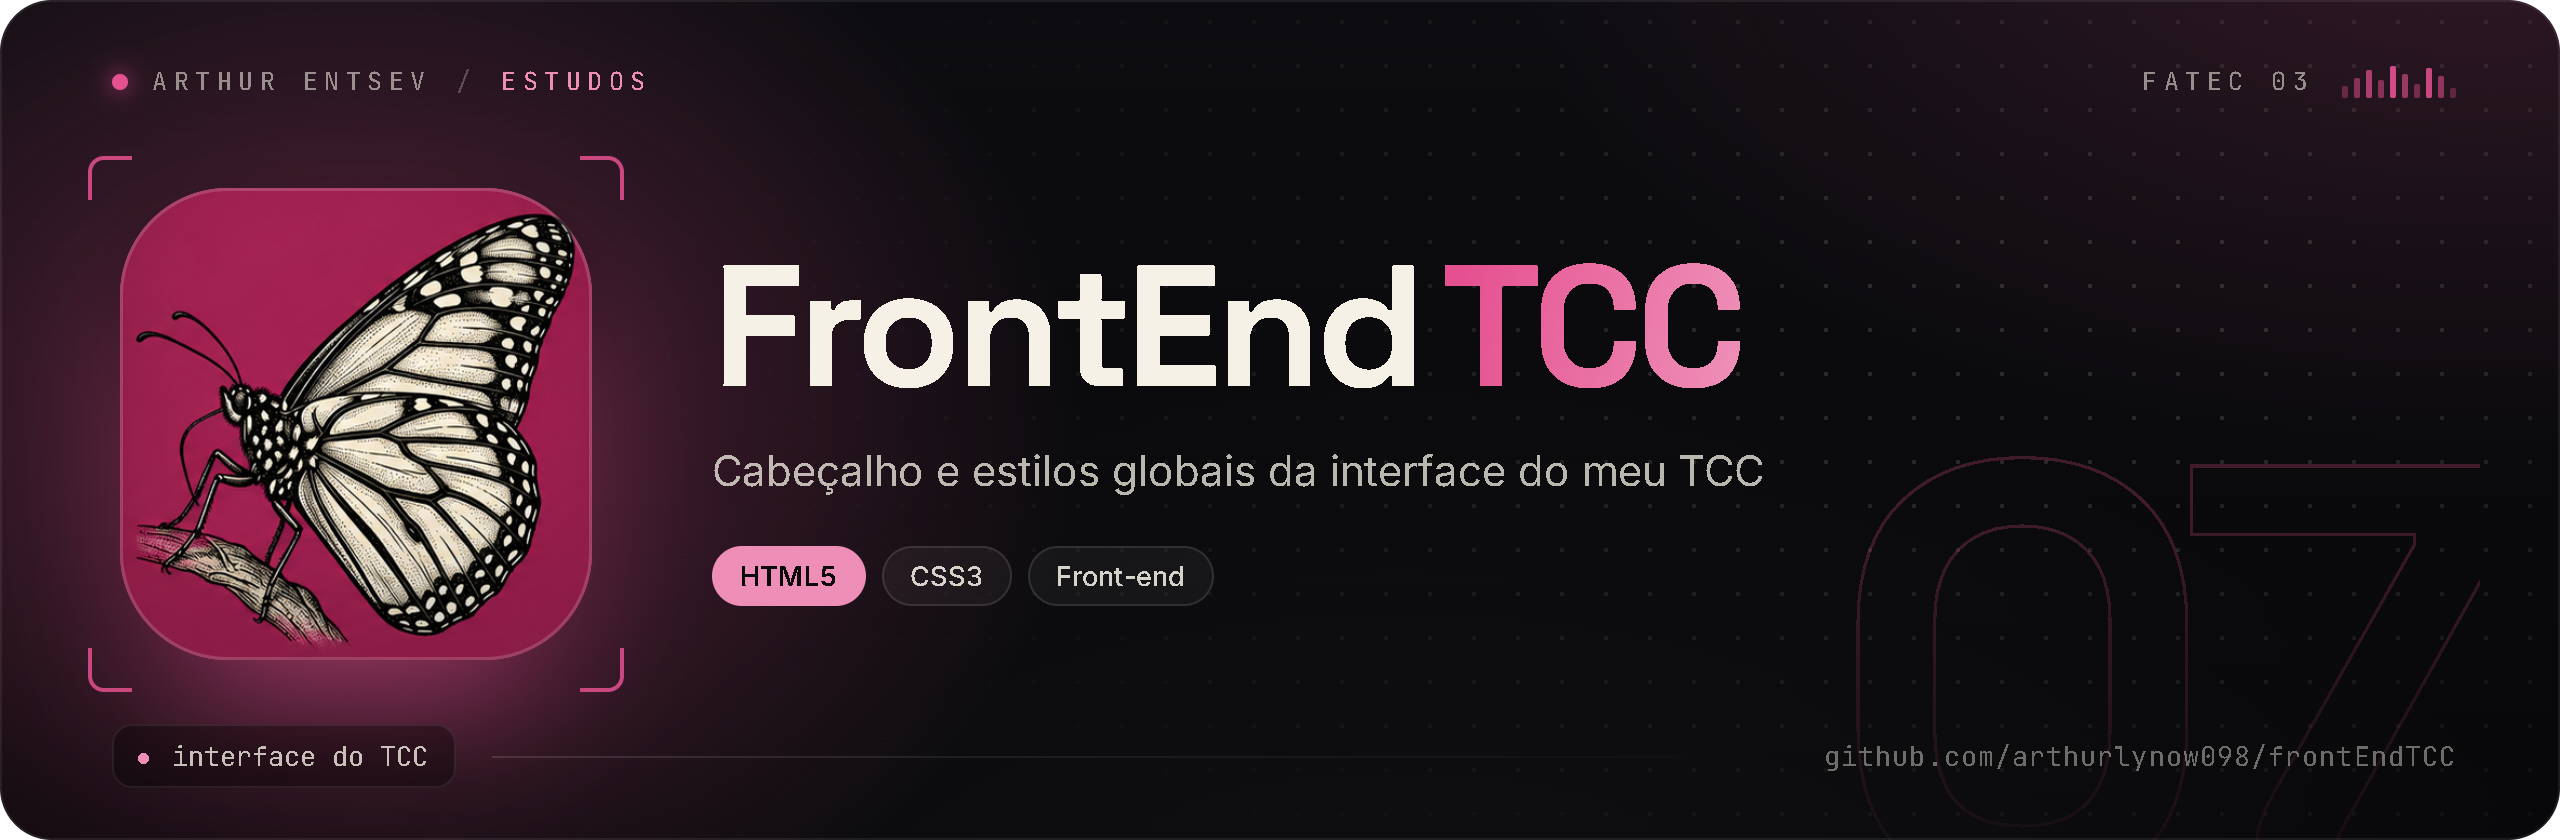 ARTHUR ENTSEV / ESTUDOS
FATEC 03
FrontEnd TCC
Cabeçalho e estilos globais da interface do meu TCC
HTML5 CSS3 Front-end
07
interface do TCC
github.com/arthurlynow098/frontEndTCC